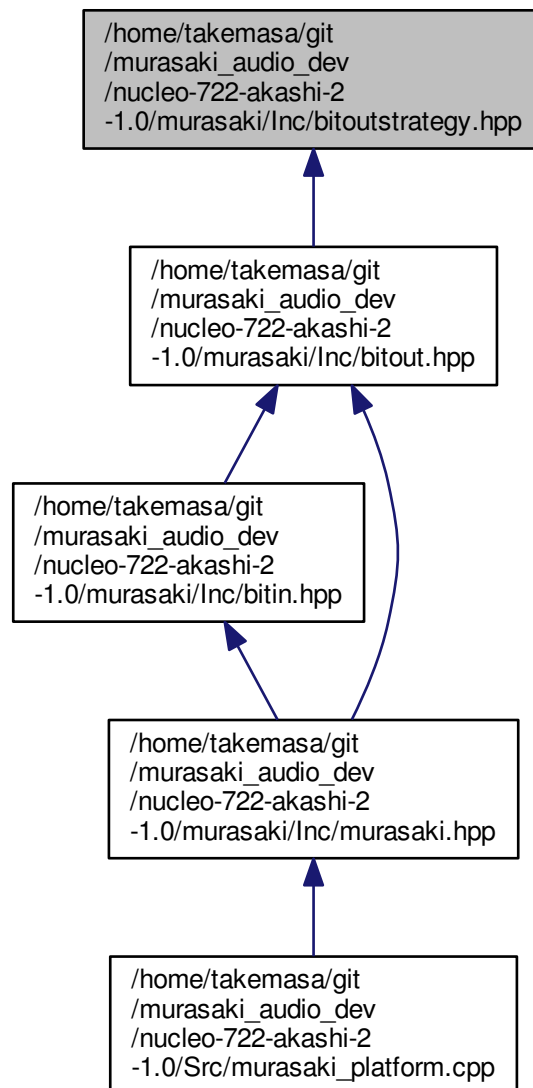 /home/takemasa/git
/murasaki_audio_dev
/nucleo-722-akashi-2
-1.0/murasaki/Inc/bitoutstrategy.hpp
/home/takemasa/git
/murasaki_audio_dev
/nucleo-722-akashi-2
-1.0/murasaki/Inc/bitout.hpp
/home/takemasa/git
/murasaki_audio_dev
/nucleo-722-akashi-2
-1.0/murasaki/Inc/bitin.hpp
/home/takemasa/git
/murasaki_audio_dev
/nucleo-722-akashi-2
-1.0/murasaki/Inc/murasaki.hpp
/home/takemasa/git
/murasaki_audio_dev
/nucleo-722-akashi-2
-1.0/Src/murasaki_platform.cpp